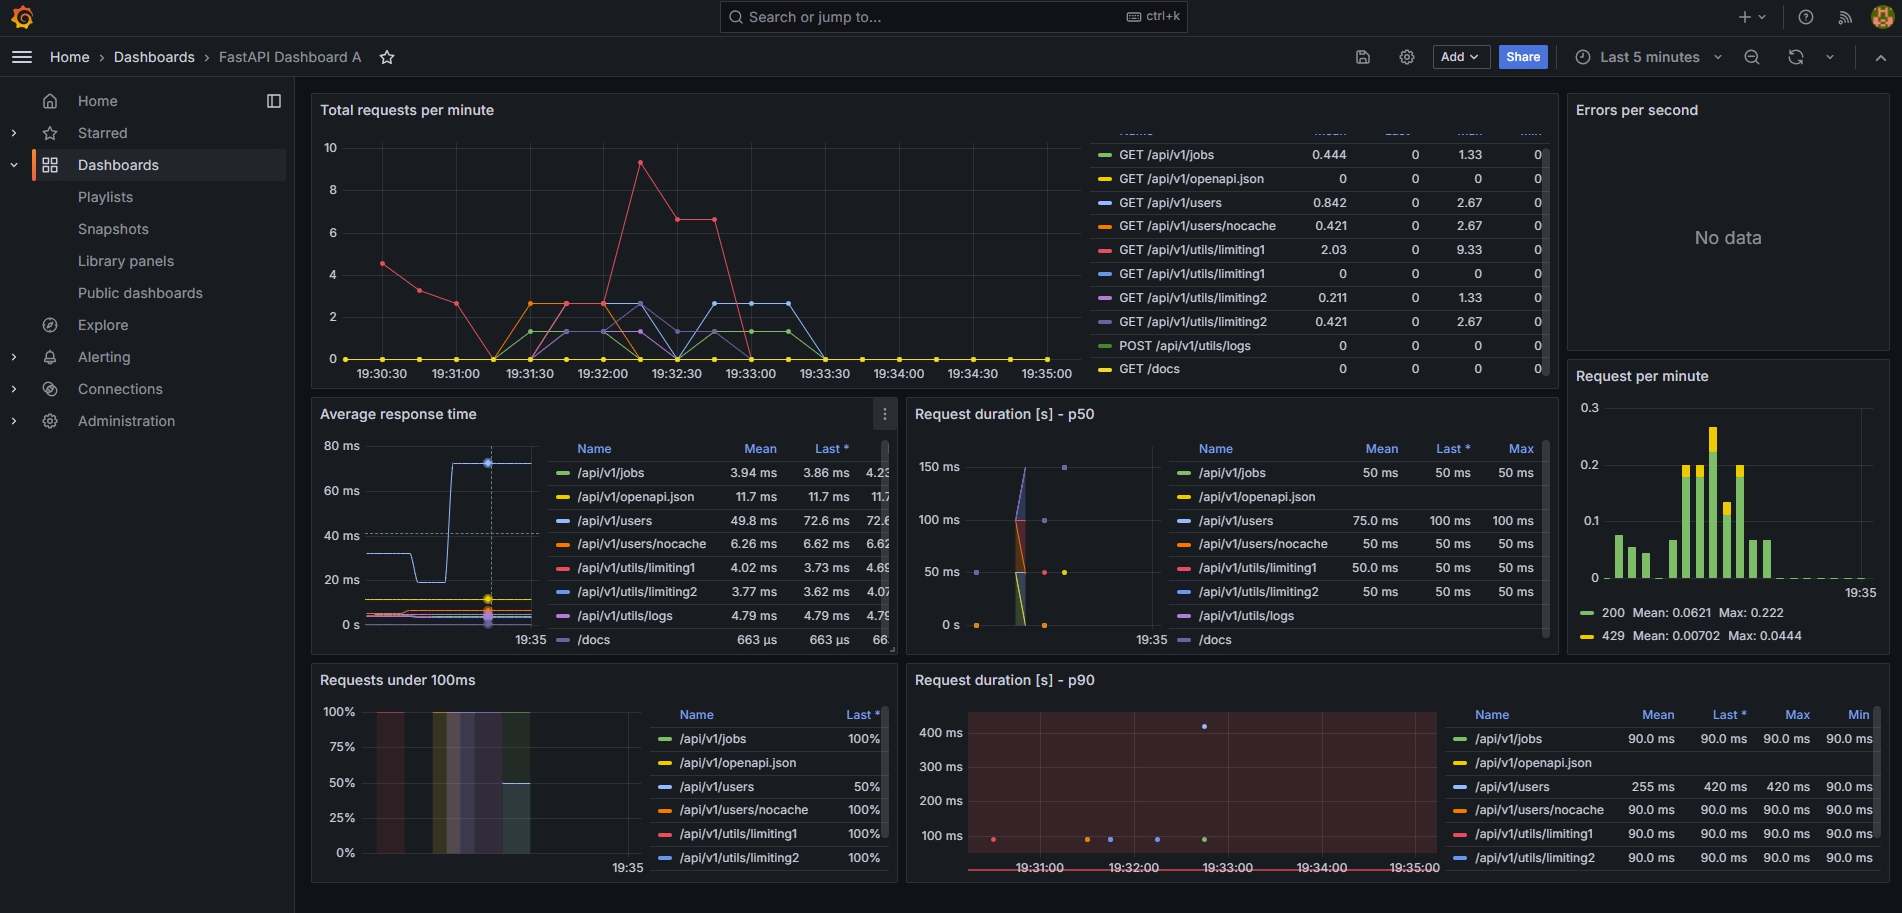 Search or jump to...
ctrl+k
Home › Dashboards › FastAPI Dashboard A
Add
Share
Last 5 minutes
Home
Starred
Dashboards
Playlists
Snapshots
Library panels
Public dashboards
Explore
Alerting
Connections
Administration
Total requests per minute
10
8
6
4
2
0
19:30:30 19:31:00 19:31:30 19:32:00 19:32:30 19:33:00 19:33:30 19:34:00 19:34:30 19:35:00
GET /api/v1/jobs 0.444 0 1.33 0
GET /api/v1/openapi.json 0 0 0 0
GET /api/v1/users 0.842 0 2.67 0
GET /api/v1/users/nocache 0.421 0 2.67 0
GET /api/v1/utils/limiting1 2.03 0 9.33 0
GET /api/v1/utils/limiting1 0 0 0 0
GET /api/v1/utils/limiting2 0.211 0 1.33 0
GET /api/v1/utils/limiting2 0.421 0 2.67 0
POST /api/v1/utils/logs 0 0 0 0
GET /docs 0 0 0 0
Errors per second
No data
Average response time
80 ms
60 ms
40 ms
20 ms
0 s
19:35
Name Mean Last *
/api/v1/jobs 3.94 ms 3.86 ms 4.23
/api/v1/openapi.json 11.7 ms 11.7 ms 11.7
/api/v1/users 49.8 ms 72.6 ms 72.6
/api/v1/users/nocache 6.26 ms 6.62 ms 6.62
/api/v1/utils/limiting1 4.02 ms 3.73 ms 4.69
/api/v1/utils/limiting2 3.77 ms 3.62 ms 4.07
/api/v1/utils/logs 4.79 ms 4.79 ms 4.79
/docs 663 µs 663 µs 66
Request duration [s] - p50
150 ms
100 ms
50 ms
0 s
19:35
Name Mean Last * Max
/api/v1/jobs 50 ms 50 ms 50 ms
/api/v1/openapi.json
/api/v1/users 75.0 ms 100 ms 100 ms
/api/v1/users/nocache 50 ms 50 ms 50 ms
/api/v1/utils/limiting1 50.0 ms 50 ms 50 ms
/api/v1/utils/limiting2 50 ms 50 ms 50 ms
/api/v1/utils/logs
/docs
Request per minute
0.3
0.2
0.1
0
19:35
200 Mean: 0.0621 Max: 0.222
429 Mean: 0.00702 Max: 0.0444
Requests under 100ms
100%
75%
50%
25%
0%
19:35
Name Last *
/api/v1/jobs 100%
/api/v1/openapi.json
/api/v1/users 50%
/api/v1/users/nocache 100%
/api/v1/utils/limiting1 100%
/api/v1/utils/limiting2 100%
Request duration [s] - p90
400 ms
300 ms
200 ms
100 ms
19:31:00 19:32:00 19:33:00 19:34:00 19:35:00
Name Mean Last * Max Min
/api/v1/jobs 90.0 ms 90.0 ms 90.0 ms 90.0 ms
/api/v1/openapi.json
/api/v1/users 255 ms 420 ms 420 ms 90.0 ms
/api/v1/users/nocache 90.0 ms 90.0 ms 90.0 ms 90.0 ms
/api/v1/utils/limiting1 90.0 ms 90.0 ms 90.0 ms 90.0 ms
/api/v1/utils/limiting2 90.0 ms 90.0 ms 90.0 ms 90.0 ms